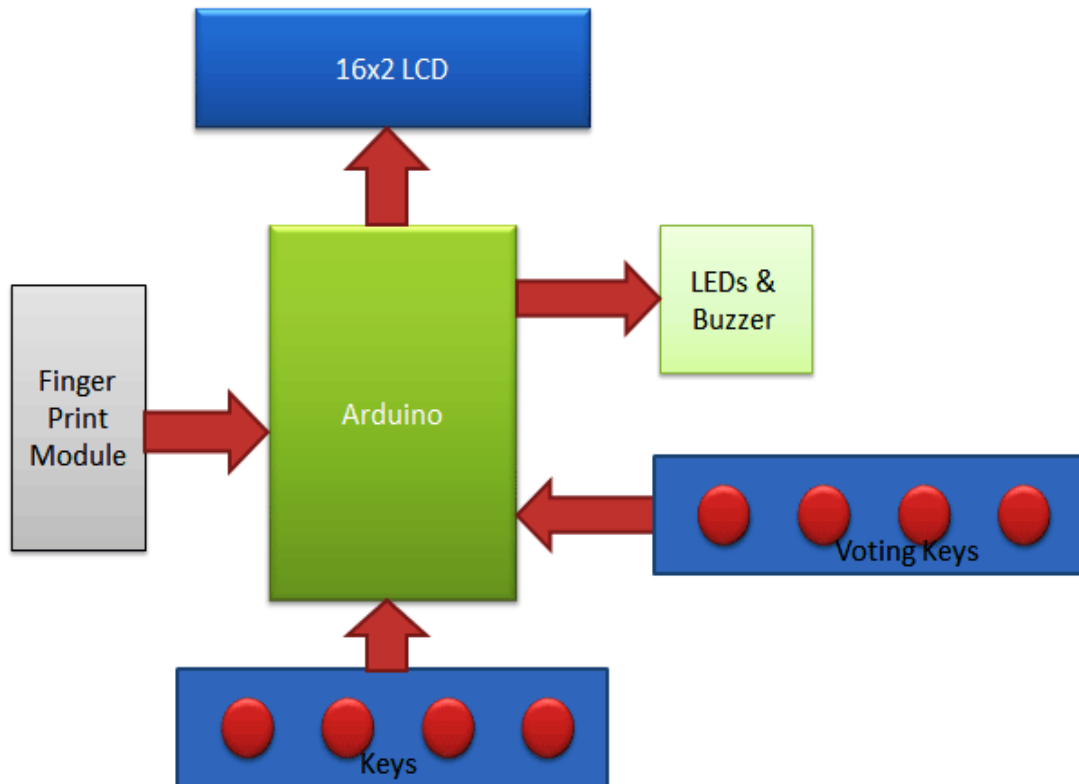 16x2 LCD
LEDs &
Buzzer
Finger
Print
Module
Arduino
Voting Keys
Keys